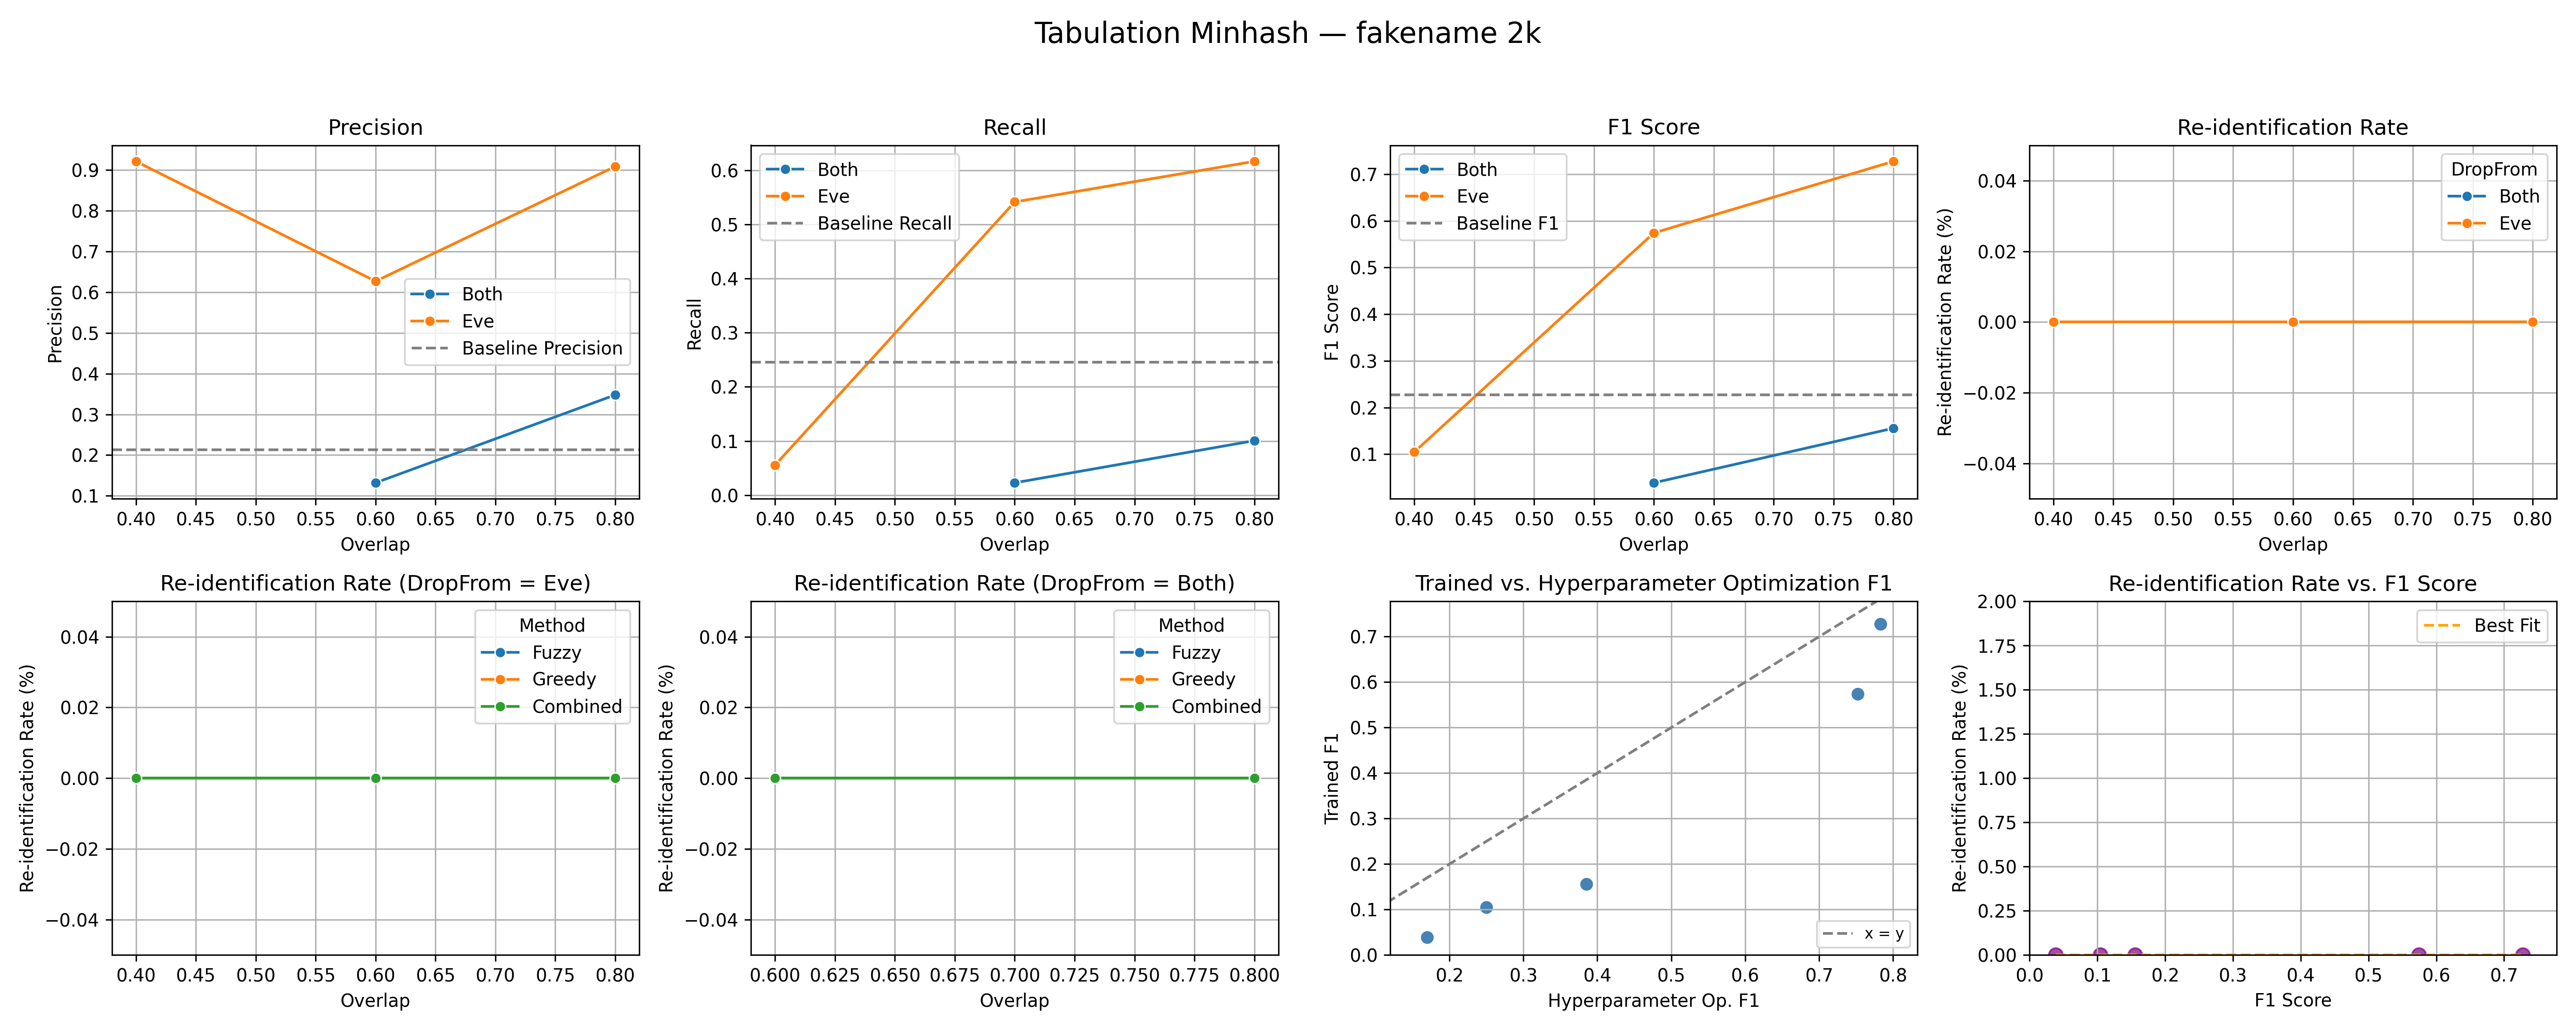 Tabulation Minhash — fakename 2k
Precision
Precision
0.9
0.8
0.7
0.6
0.5
0.4
0.3
0.2
0.1
Both
Eve
Baseline Precision
0.40 0.45 0.50 0.55 0.60 0.65 0.70 0.75 0.80
Overlap
Recall
Recall
0.6
0.5
0.4
0.3
0.2
0.1
0.0
Both
Eve
Baseline Recall
0.40 0.45 0.50 0.55 0.60 0.65 0.70 0.75 0.80
Overlap
F1 Score
F1 Score
0.7
0.6
0.5
0.4
0.3
0.2
0.1
Both
Eve
Baseline F1
0.40 0.45 0.50 0.55 0.60 0.65 0.70 0.75 0.80
Overlap
Re-identification Rate
Re-identification Rate (%)
0.04
0.02
0.00
−0.02
−0.04
DropFrom
Both
Eve
0.40 0.45 0.50 0.55 0.60 0.65 0.70 0.75 0.80
Overlap
Re-identification Rate (DropFrom = Eve)
Re-identification Rate (%)
0.04
0.02
0.00
−0.02
−0.04
Method
Fuzzy
Greedy
Combined
0.40 0.45 0.50 0.55 0.60 0.65 0.70 0.75 0.80
Overlap
Re-identification Rate (DropFrom = Both)
Re-identification Rate (%)
0.04
0.02
0.00
−0.02
−0.04
Method
Fuzzy
Greedy
Combined
0.600 0.625 0.650 0.675 0.700 0.725 0.750 0.775 0.800
Overlap
Trained vs. Hyperparameter Optimization F1
Trained F1
0.7
0.6
0.5
0.4
0.3
0.2
0.1
0.0
x = y
0.2 0.3 0.4 0.5 0.6 0.7 0.8
Hyperparameter Op. F1
Re-identification Rate vs. F1 Score
Re-identification Rate (%)
2.00
1.75
1.50
1.25
1.00
0.75
0.50
0.25
0.00
Best Fit
0.0 0.1 0.2 0.3 0.4 0.5 0.6 0.7
F1 Score